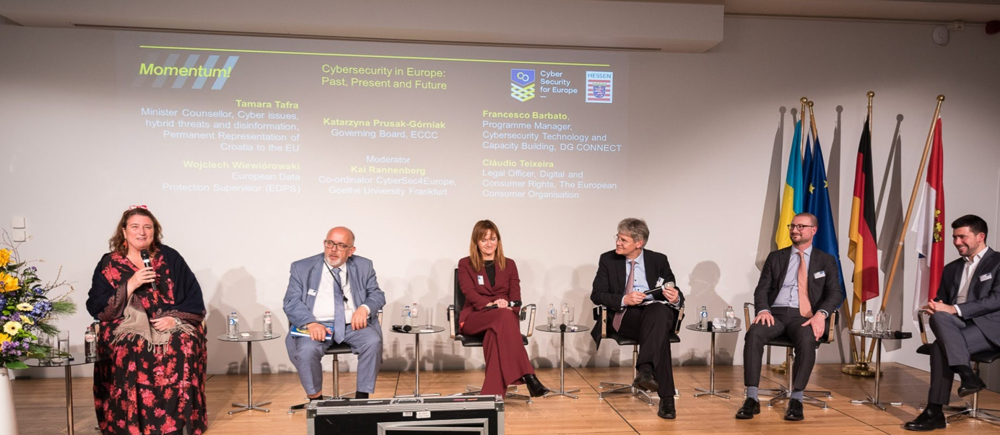 Momentum!
Cybersecurity in Europe:
Past, Present and Future
Cyber
Security
for Europe
HESSEN
Tamara Tafra
Minister Counsellor, Cyber issues,
hybrid threats and disinformation,
Permanent Representation of
Croatia to the EU
Wojciech Wiewiórowski
European Data
Protection Supervisor (EDPS)
Katarzyna Prusak-Górniak
Governing Board, ECCC
Moderator
Kai Rannenberg
Co-ordinator CyberSec4Europe,
Goethe University Frankfurt
Francesco Barbato,
Programme Manager,
Cybersecurity Technology and
Capacity Building, DG CONNECT
Cláudio Teixeira
Legal Officer, Digital and
Consumer Rights, The European
Consumer Organisation